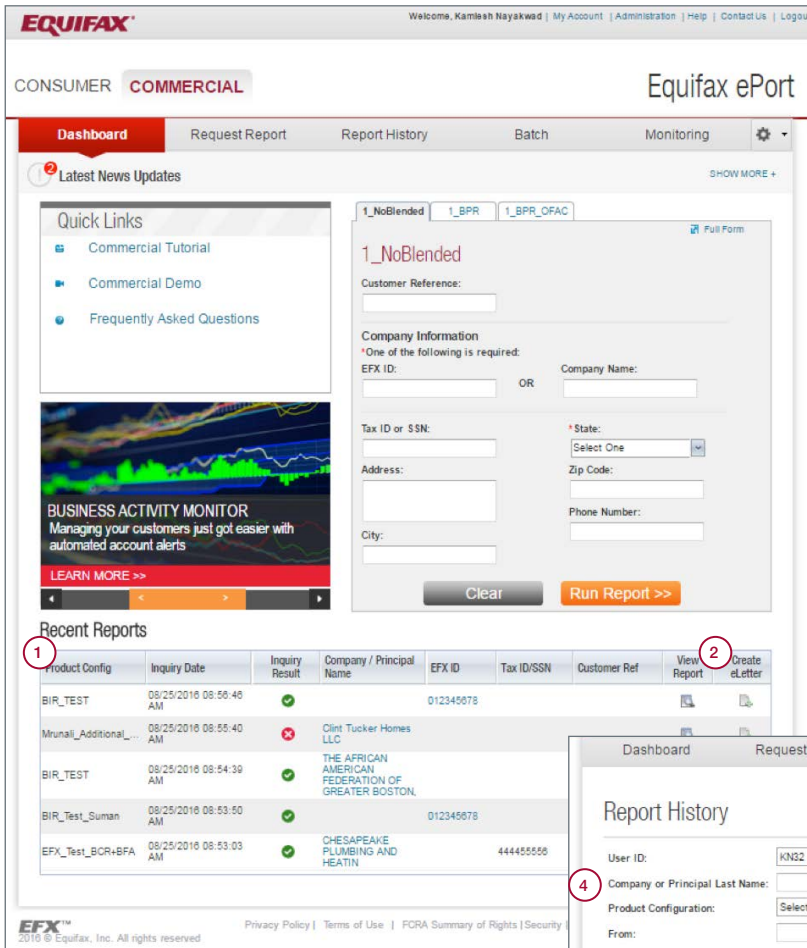 EQUIFAX
Welcome, Kamlesh Nayakwad | My Account | Administration | Help | Contact Us | Logou
CONSUMER COMMERCIAL
Equifax ePort
Dashboard Request Report Report History Batch Monitoring
2
Latest News Updates
SHOW MORE +
Quick Links
Commercial Tutorial
Commercial Demo
Frequently Asked Questions
BUSINESS ACTIVITY MONITOR
Managing your customers just got easier with
automated account alerts
LEARN MORE >>
< >
1_NoBlended 1_BPR 1_BPR_OFAC
Full Form
1_NoBlended
Customer Reference:
Company Information
*One of the following is required:
EFX ID: OR Company Name:
Tax ID or SSN: *State:
Select One
Address: Zip Code:
Phone Number:
City:
Clear Run Report >>
Recent Reports
1 2
Product Config Inquiry Date Inquiry Result Company / Principal Name EFX ID Tax ID/SSN Customer Ref View Report Create eLetter
BIR_TEST 08/25/2016 08:56:46 AM 012345678
Mrunali_Additional_... 08/25/2016 08:55:40 AM Clint Tucker Homes LLC
BIR_TEST 08/25/2016 08:54:39 AM THE AFRICAN AMERICAN FEDERATION OF GREATER BOSTON,
BIR_Test_Suman 08/25/2016 08:53:50 AM 012345678
EFX_Test_BCR+BFA 08/25/2016 08:53:03 AM CHESAPEAKE PLUMBING AND HEATIN 444455556
EFX™
2016 © Equifax, Inc. All rights reserved
Privacy Policy | Terms of Use | FCRA Summary of Rights | Security |
Dashboard Request
Report History
User ID: KN32
4
Company or Principal Last Name:
Product Configuration: Select
From: